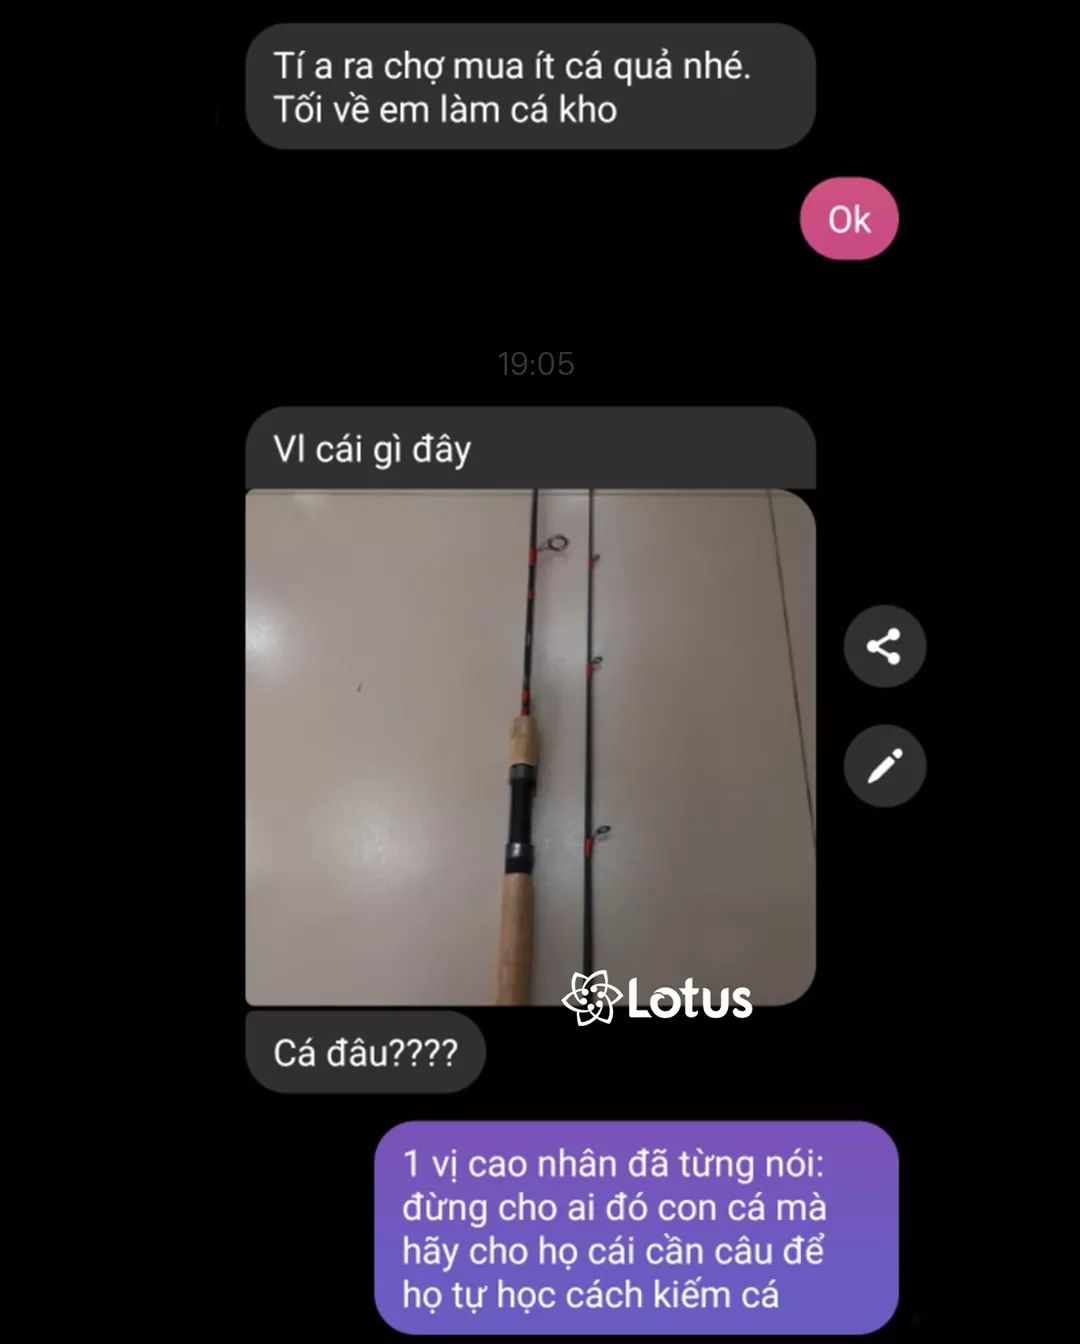 Tí a ra chợ mua ít cá quả nhé.
Tối về em làm cá kho
Ok
19:05
Vl cái gì đây
Lotus
Cá đâu????
1 vị cao nhân đã từng nói:
đừng cho ai đó con cá mà
hãy cho họ cái cần câu để
họ tự học cách kiếm cá